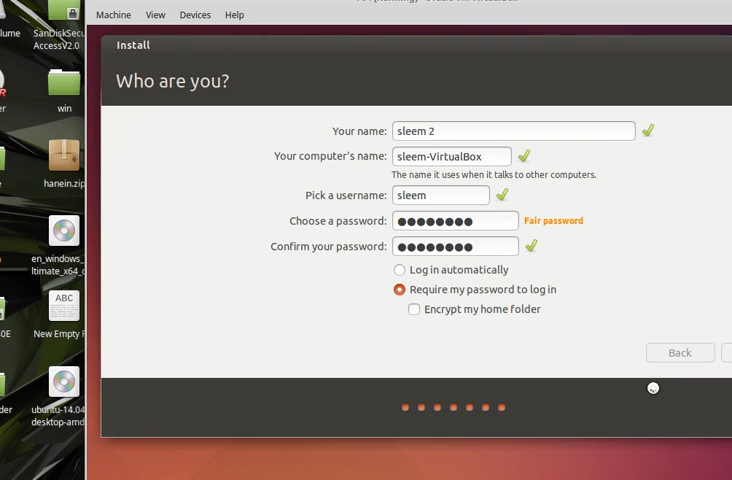 Machine View Devices Help
Install
Who are you?
Your name: sleem 2
Your computer's name: sleem-VirtualBox
The name it uses when it talks to other computers.
Pick a username: sleem
Choose a password: ●●●●●●●● Fair password
Confirm your password: ●●●●●●●●
Log in automatically
Require my password to log in
Encrypt my home folder
Back
SanDiskSecu
AccessV2.0
win
hanein.zip
en_windows_
ltimate_x64_d
ABC
New Empty F
ubuntu-14.04
desktop-amd